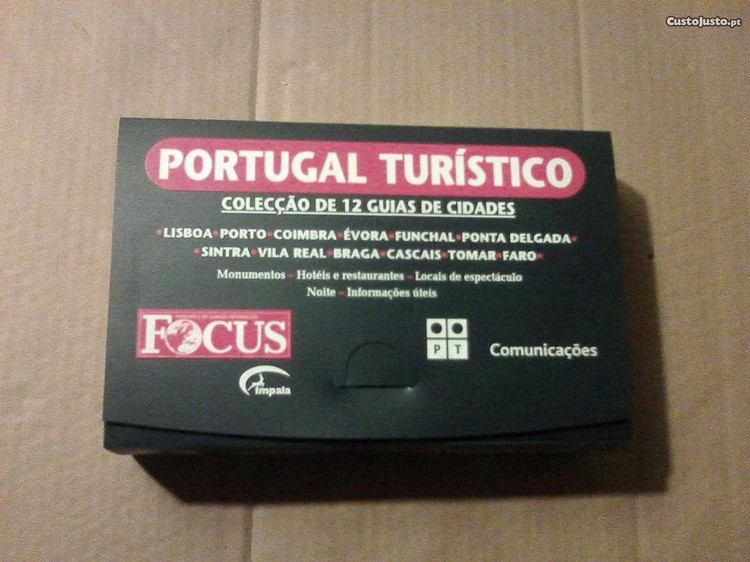 CustoJusto.pt
PORTUGAL TURÍSTICO
COLECÇÃO DE 12 GUIAS DE CIDADES
*LISBOA*PORTO*COIMBRA*ÉVORA*FUNCHAL*PONTA DELGADA*
*SINTRA*VILA REAL*BRAGA*CASCAIS*TOMAR*FARO*
Monumentos – Hotéis e restaurantes – Locais de espectáculo
Noite – Informações úteis
FOCUS
impala
PT Comunicações